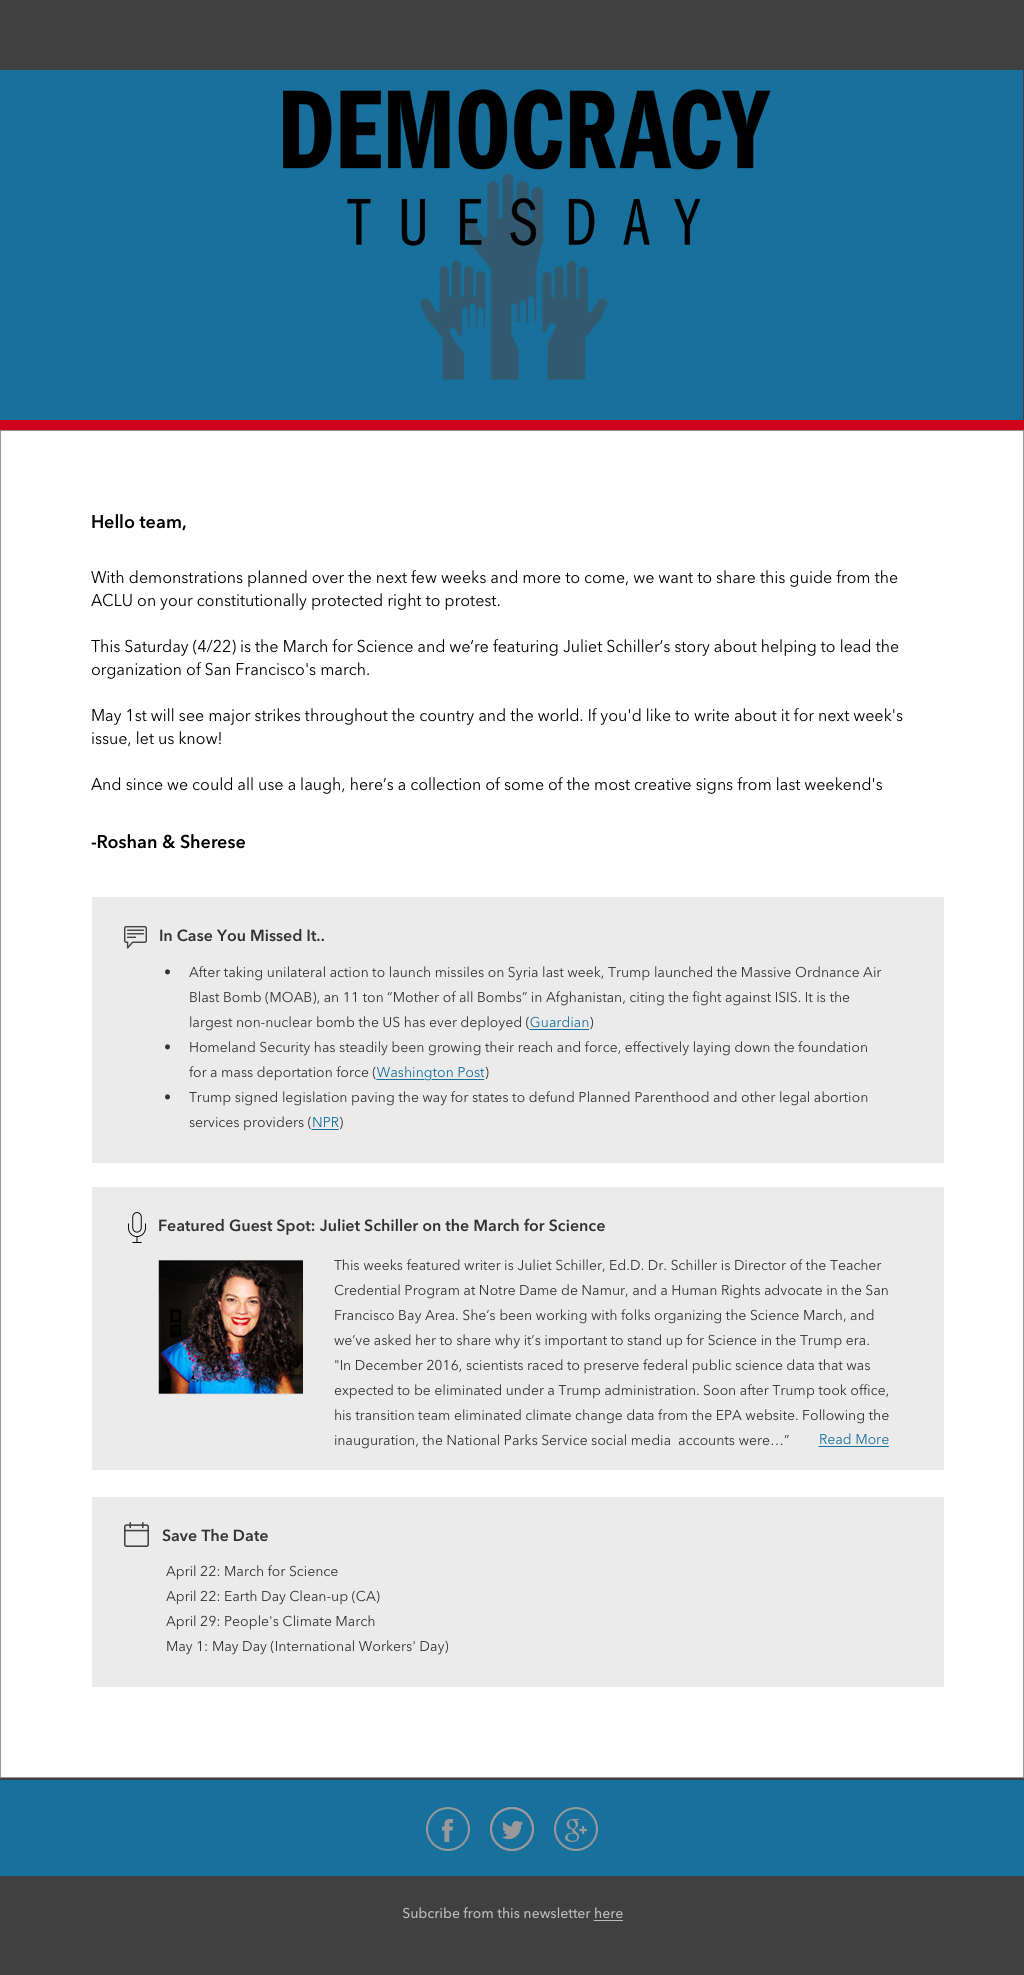 DEMOCRACY
TUESDAY
Hello team,
With demonstrations planned over the next few weeks and more to come, we want to share this guide from the
ACLU on your constitutionally protected right to protest.
This Saturday (4/22) is the March for Science and we’re featuring Juliet Schiller’s story about helping to lead the
organization of San Francisco's march.
May 1st will see major strikes throughout the country and the world. If you'd like to write about it for next week's
issue, let us know!
And since we could all use a laugh, here’s a collection of some of the most creative signs from last weekend's
-Roshan & Sherese
In Case You Missed It..
• After taking unilateral action to launch missiles on Syria last week, Trump launched the Massive Ordnance Air
Blast Bomb (MOAB), an 11 ton “Mother of all Bombs” in Afghanistan, citing the fight against ISIS. It is the
largest non-nuclear bomb the US has ever deployed (Guardian)
• Homeland Security has steadily been growing their reach and force, effectively laying down the foundation
for a mass deportation force (Washington Post)
• Trump signed legislation paving the way for states to defund Planned Parenthood and other legal abortion
services providers (NPR)
Featured Guest Spot: Juliet Schiller on the March for Science
This weeks featured writer is Juliet Schiller, Ed.D. Dr. Schiller is Director of the Teacher
Credential Program at Notre Dame de Namur, and a Human Rights advocate in the San
Francisco Bay Area. She’s been working with folks organizing the Science March, and
we’ve asked her to share why it’s important to stand up for Science in the Trump era.
"In December 2016, scientists raced to preserve federal public science data that was
expected to be eliminated under a Trump administration. Soon after Trump took office,
his transition team eliminated climate change data from the EPA website. Following the
inauguration, the National Parks Service social media accounts were…” Read More
Save The Date
April 22: March for Science
April 22: Earth Day Clean-up (CA)
April 29: People's Climate March
May 1: May Day (International Workers' Day)
Subcribe from this newsletter here